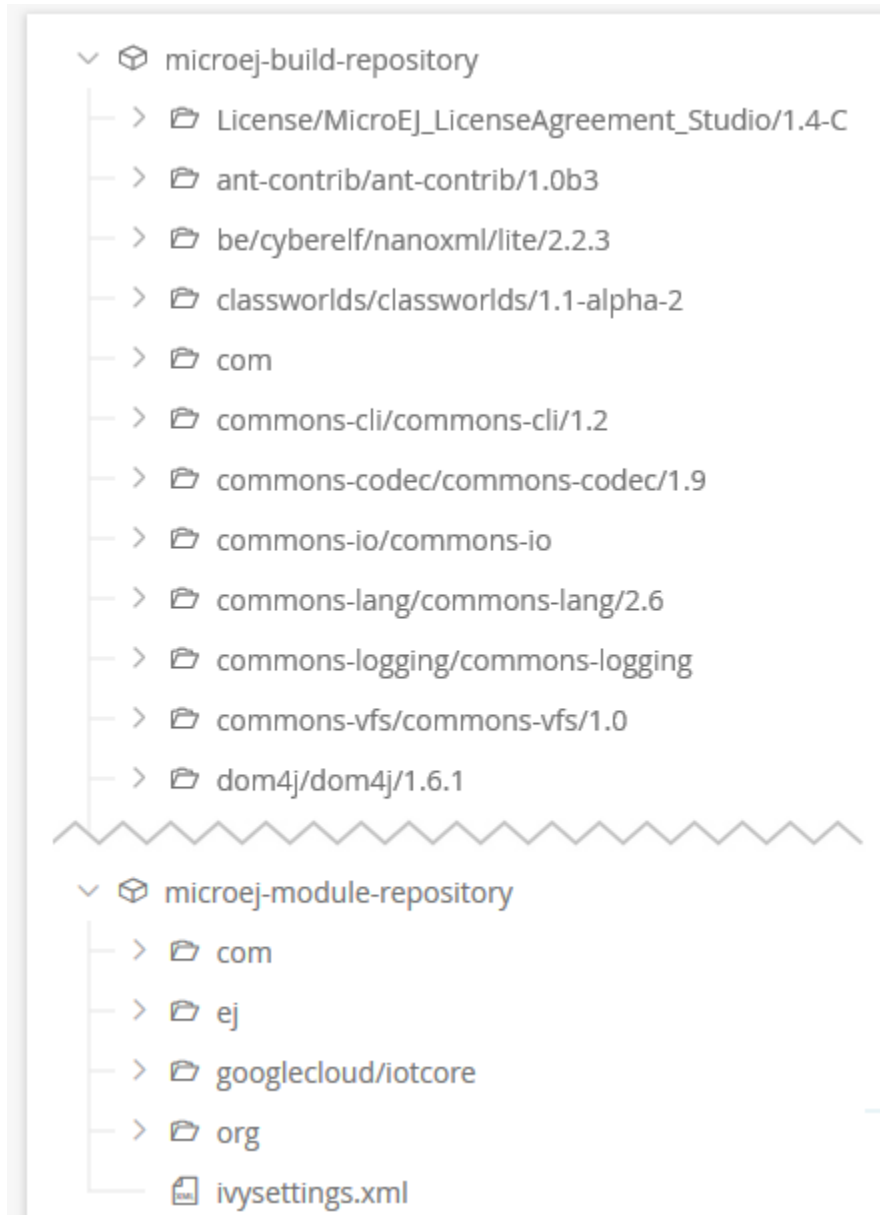 microej-build-repository
License/MicroEJ_LicenseAgreement_Studio/1.4-C
ant-contrib/ant-contrib/1.0b3
be/cyberelf/nanoxml/lite/2.2.3
classworlds/classworlds/1.1-alpha-2
com
commons-cli/commons-cli/1.2
commons-codec/commons-codec/1.9
commons-io/commons-io
commons-lang/commons-lang/2.6
commons-logging/commons-logging
commons-vfs/commons-vfs/1.0
dom4j/dom4j/1.6.1
microej-module-repository
com
ej
googlecloud/iotcore
org
ivysettings.xml